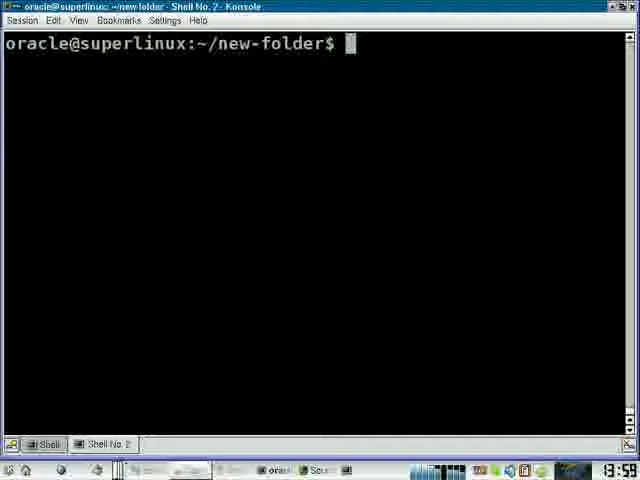 oracle@superlinux: ~/new-folder - Shell No. 2 - Konsole
Session Edit View Bookmarks Settings Help
oracle@superlinux:~/new-folder$
Shell Shell No. 2
13:59